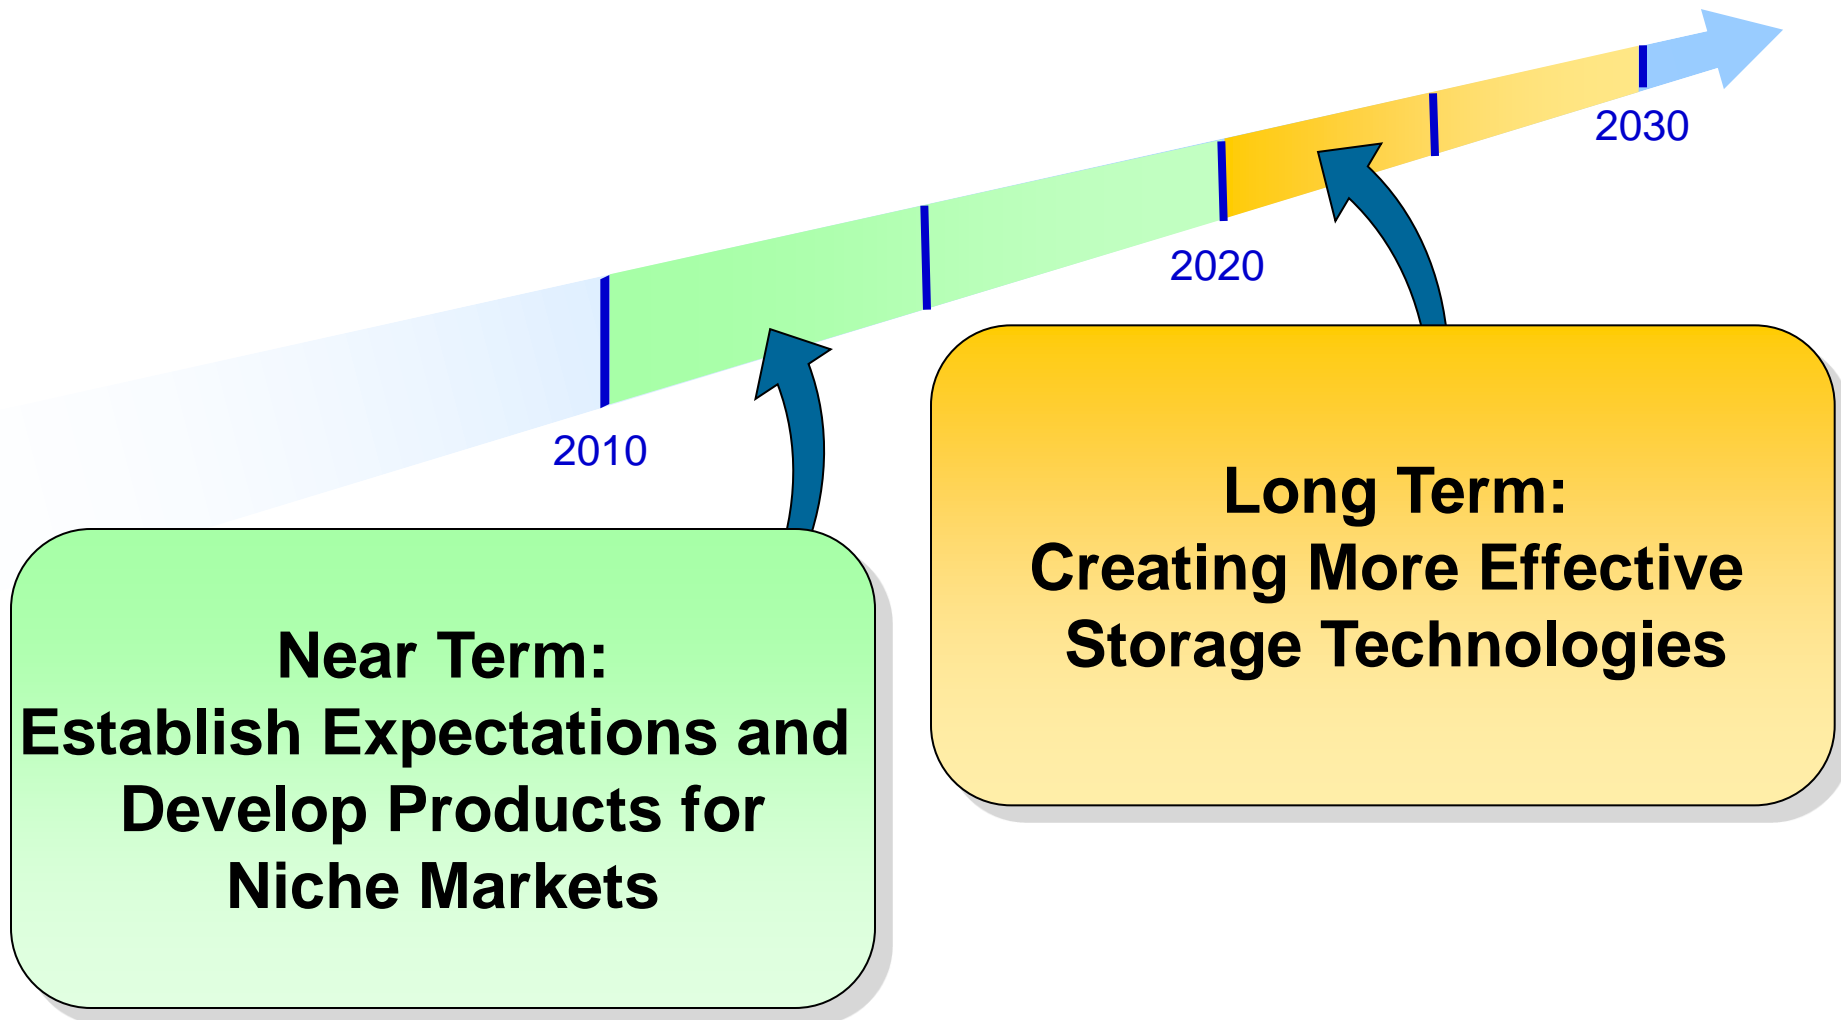 2030
2020
2010
Long Term:
Creating More Effective
Storage Technologies
Near Term:
Establish Expectations and
Develop Products for
Niche Markets